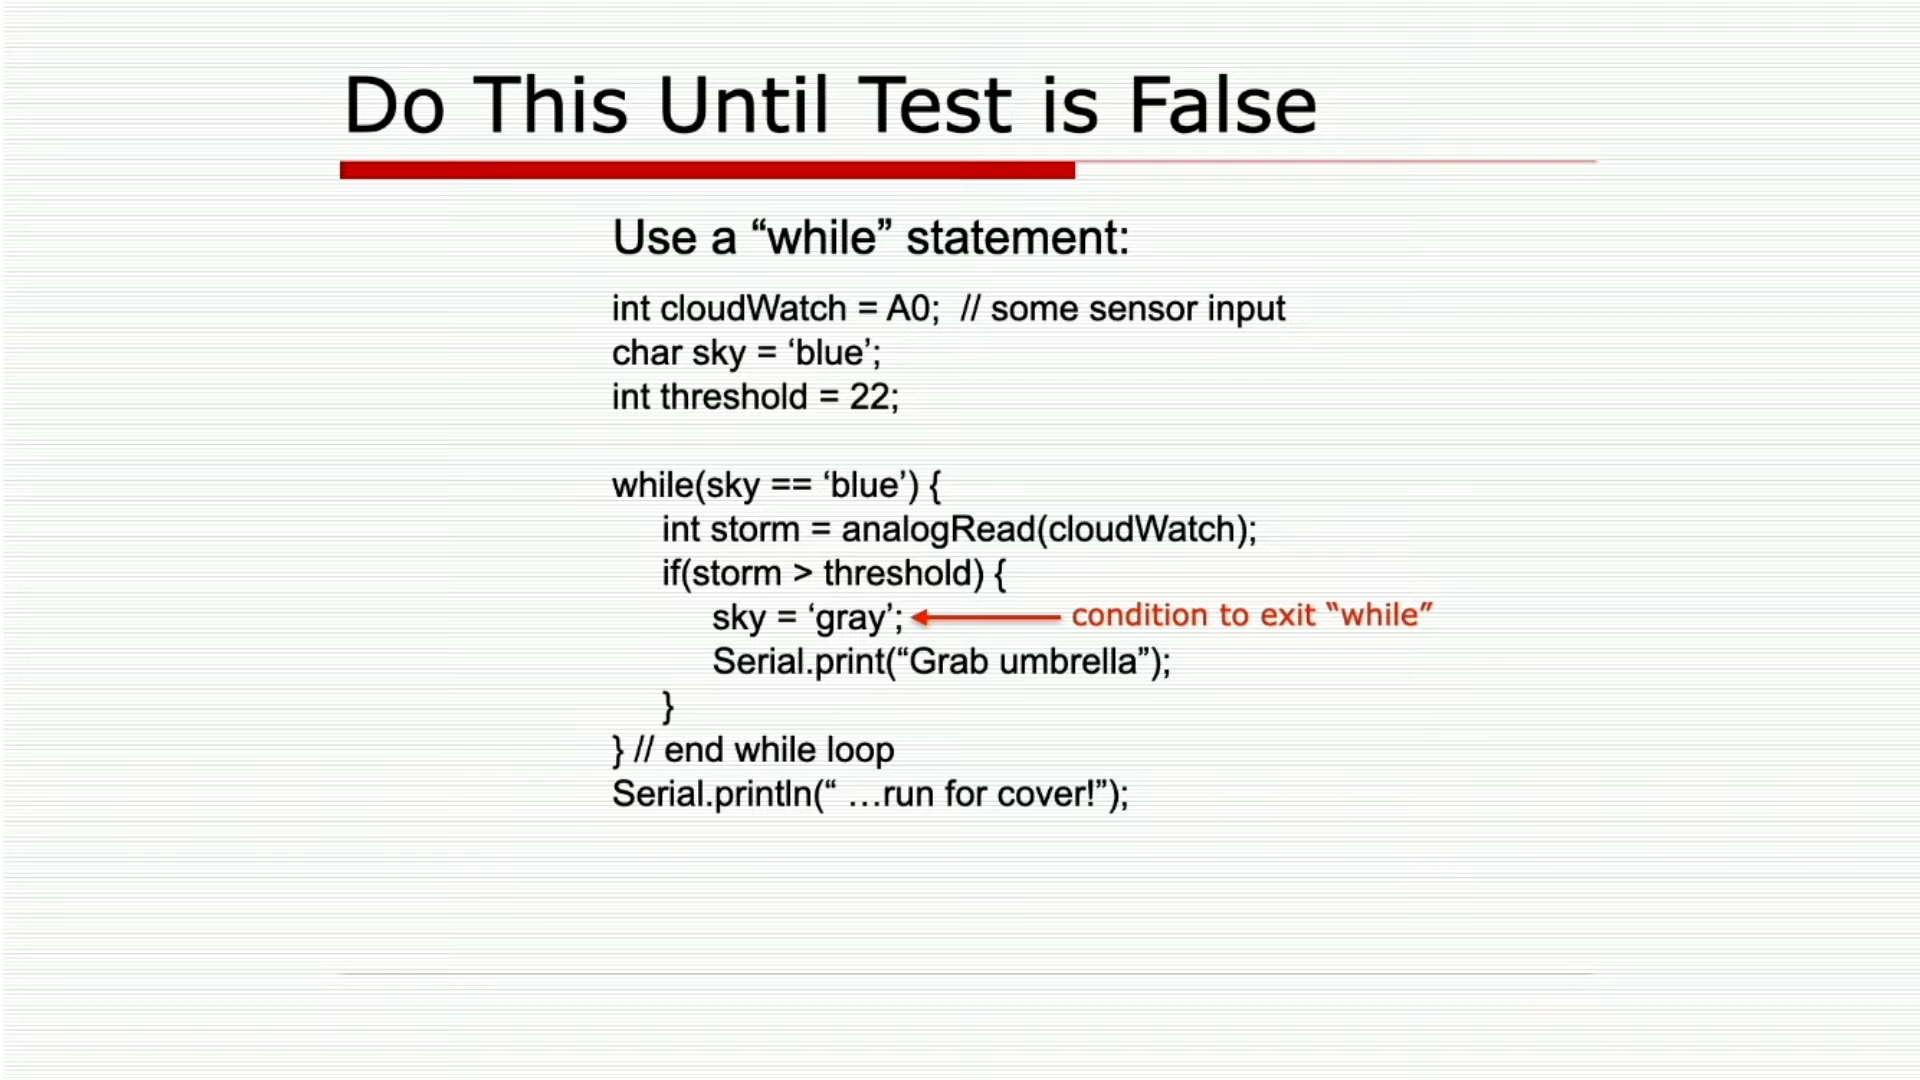 Do This Until Test is False
Use a “while” statement:
int cloudWatch = A0;  // some sensor input
char sky = ‘blue’;
int threshold = 22;
while(sky == ‘blue’) {
int storm = analogRead(cloudWatch);
if(storm > threshold) {
sky = ‘gray’; condition to exit “while”
Serial.print(“Grab umbrella”);
}
} // end while loop
Serial.println(“ …run for cover!”);